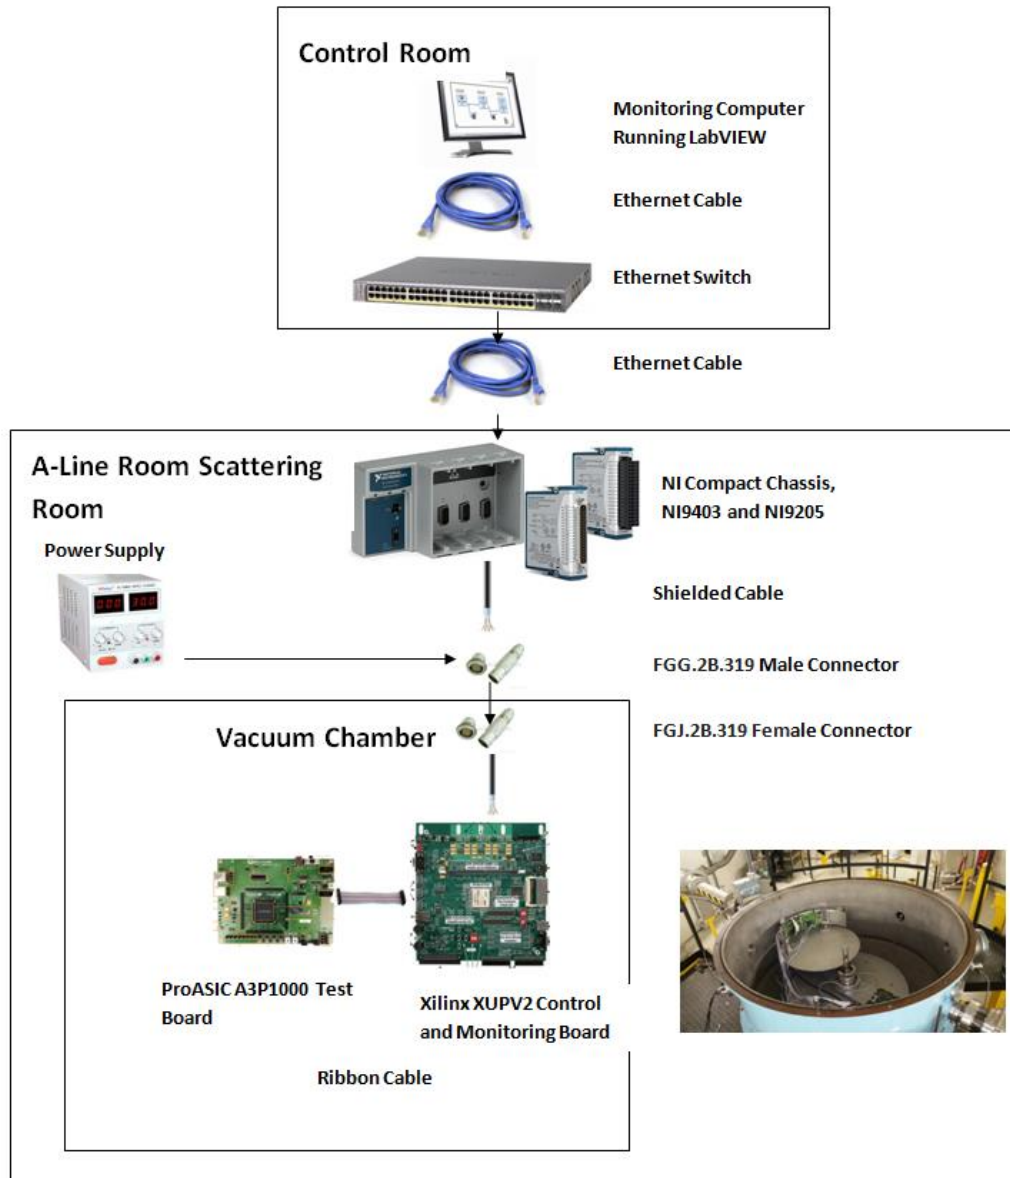 Control Room
Monitoring Computer
Running LabVIEW
Ethernet Cable
Ethernet Switch
Ethernet Cable
A-Line Room Scattering
Room
NI Compact Chassis,
NI9403 and NI9205
Power Supply
Shielded Cable
FGG.2B.319 Male Connector
Vacuum Chamber
FGJ.2B.319 Female Connector
ProASIC A3P1000 Test
Board
Xilinx XUPV2 Control
and Monitoring Board
Ribbon Cable